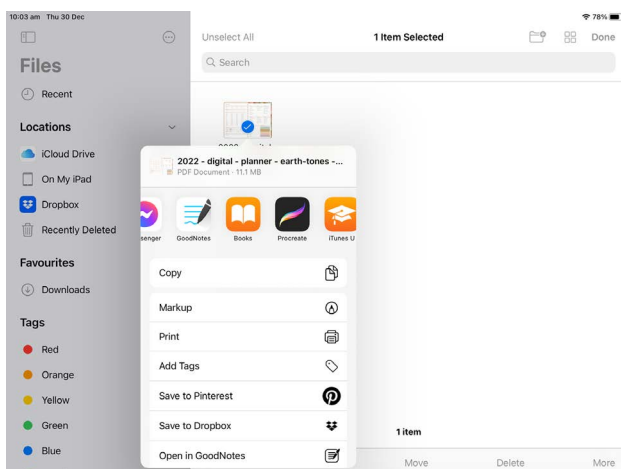 10:03 am Thu 30 Dec
78%
Unselect All
1 Item Selected
Done
Files
Search
Recent
Locations
iCloud Drive
On My iPad
Dropbox
Recently Deleted
Favourites
Downloads
Tags
Red
Orange
Yellow
Green
Blue
2022 - digital - planner - earth-tones -...
PDF Document · 11.1 MB
senger
GoodNotes
Books
Procreate
iTunes U
Copy
Markup
Print
Add Tags
Save to Pinterest
Save to Dropbox
Open in GoodNotes
1 item
Move
Delete
More